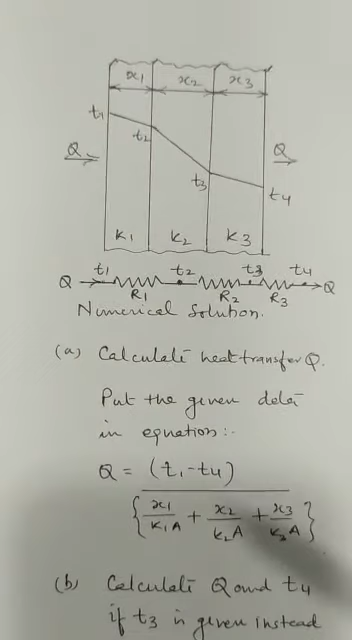 x1 x2 x3
t1
t2
Q Q
t3
t4
K1 K2 K3
Q t1 t2 t3 t4 Q
R1 R2 R3
Numerical Solution.
(a) Calculate heat transfer Q.
Put the given data
in equation:-
Q = (t1-t4)
{x1/K1A + x2/K2A + x3/K3A}
(b) Calculate Q and t4
if t3 is given instead